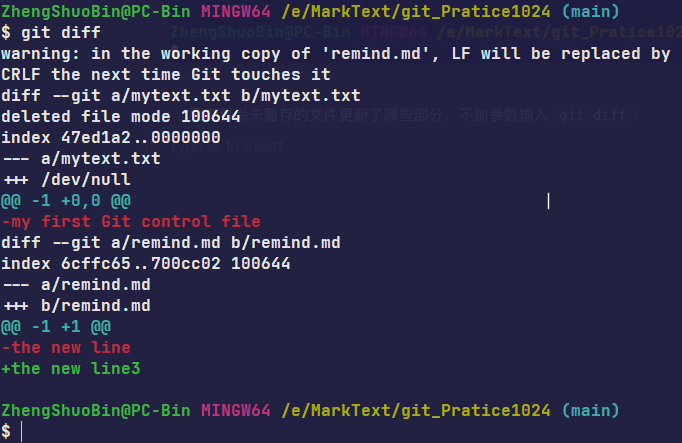 ZhengShuoBin@PC-Bin MINGW64 /e/MarkText/git_Pratice1024 (main)
$ git diff
warning: in the working copy of 'remind.md', LF will be replaced by
CRLF the next time Git touches it
diff --git a/mytext.txt b/mytext.txt
deleted file mode 100644
index 47ed1a2..0000000
--- a/mytext.txt
+++ /dev/null
@@ -1 +0,0 @@
-my first Git control file
diff --git a/remind.md b/remind.md
index 6cffc65..700cc02 100644
--- a/remind.md
+++ b/remind.md
@@ -1 +1 @@
-the new line
+the new line3
ZhengShuoBin@PC-Bin MINGW64 /e/MarkText/git_Pratice1024 (main)
$